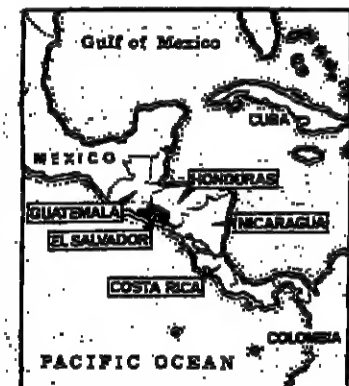 Gulf of Mexico
CUBA
MEXICO
HONDURAS
GUATEMALA
NICARAGUA
EL SALVADOR
COSTA RICA
COLOMBIA
PACIFIC OCEAN